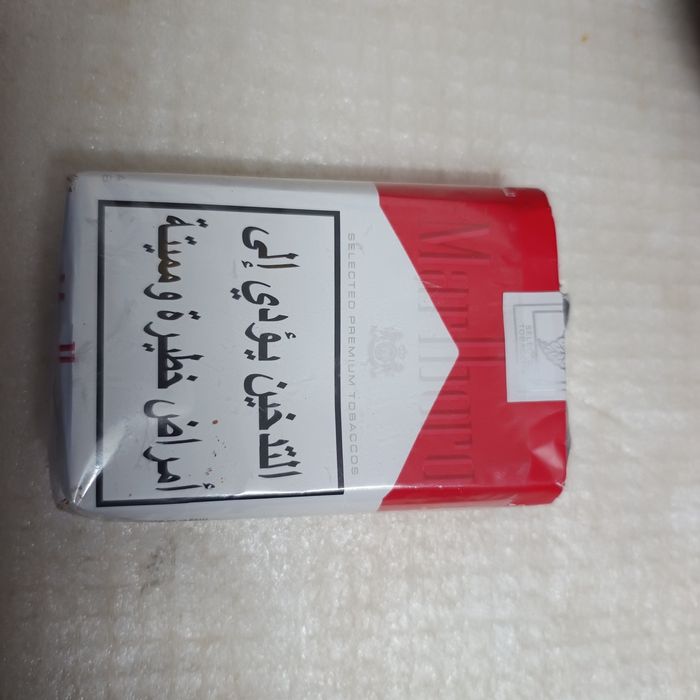 Marlboro
SELECTED PREMIUM TOBACCOS
التدخين يؤدي إلى
أمراض خطيرة ومميتة